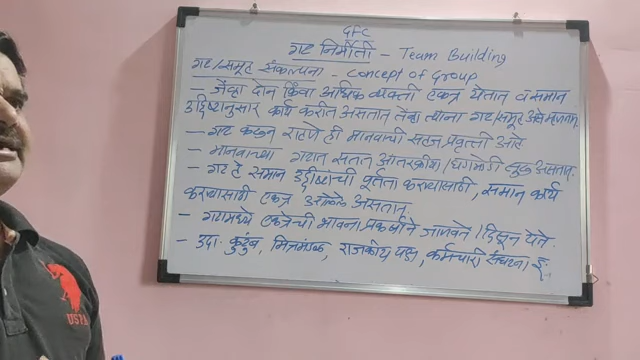 GFC
गट निर्मीती - Team Building
गट/समूह संकल्पना - Concept of Group
- जेंव्हा दोन किंवा अधिक व्यक्ती एकत्र येतात व समान
उद्दिष्टानुसार कार्य करीत असतात तेंव्हा त्यांना गट/समूह असे म्हणतात.
- गट करून राहणे ही मानवाची सहज प्रवृत्ती आहे
- मानवाच्या गटात सतत आंतरक्रीया/घडामोडी सुरू असतात.
- गट हे समान उद्दीष्टांची पूर्तता करण्यासाठी, समान कार्य
करण्यासाठी एकत्र असतात.
- गटामध्ये एकत्रेची भावना प्रकर्षाने जाणवते/दिसून येते.
- उदा. कुटुंब, मित्रमंडळ, राजकीय पक्ष, कर्मचारी संघटना इ.
USPA